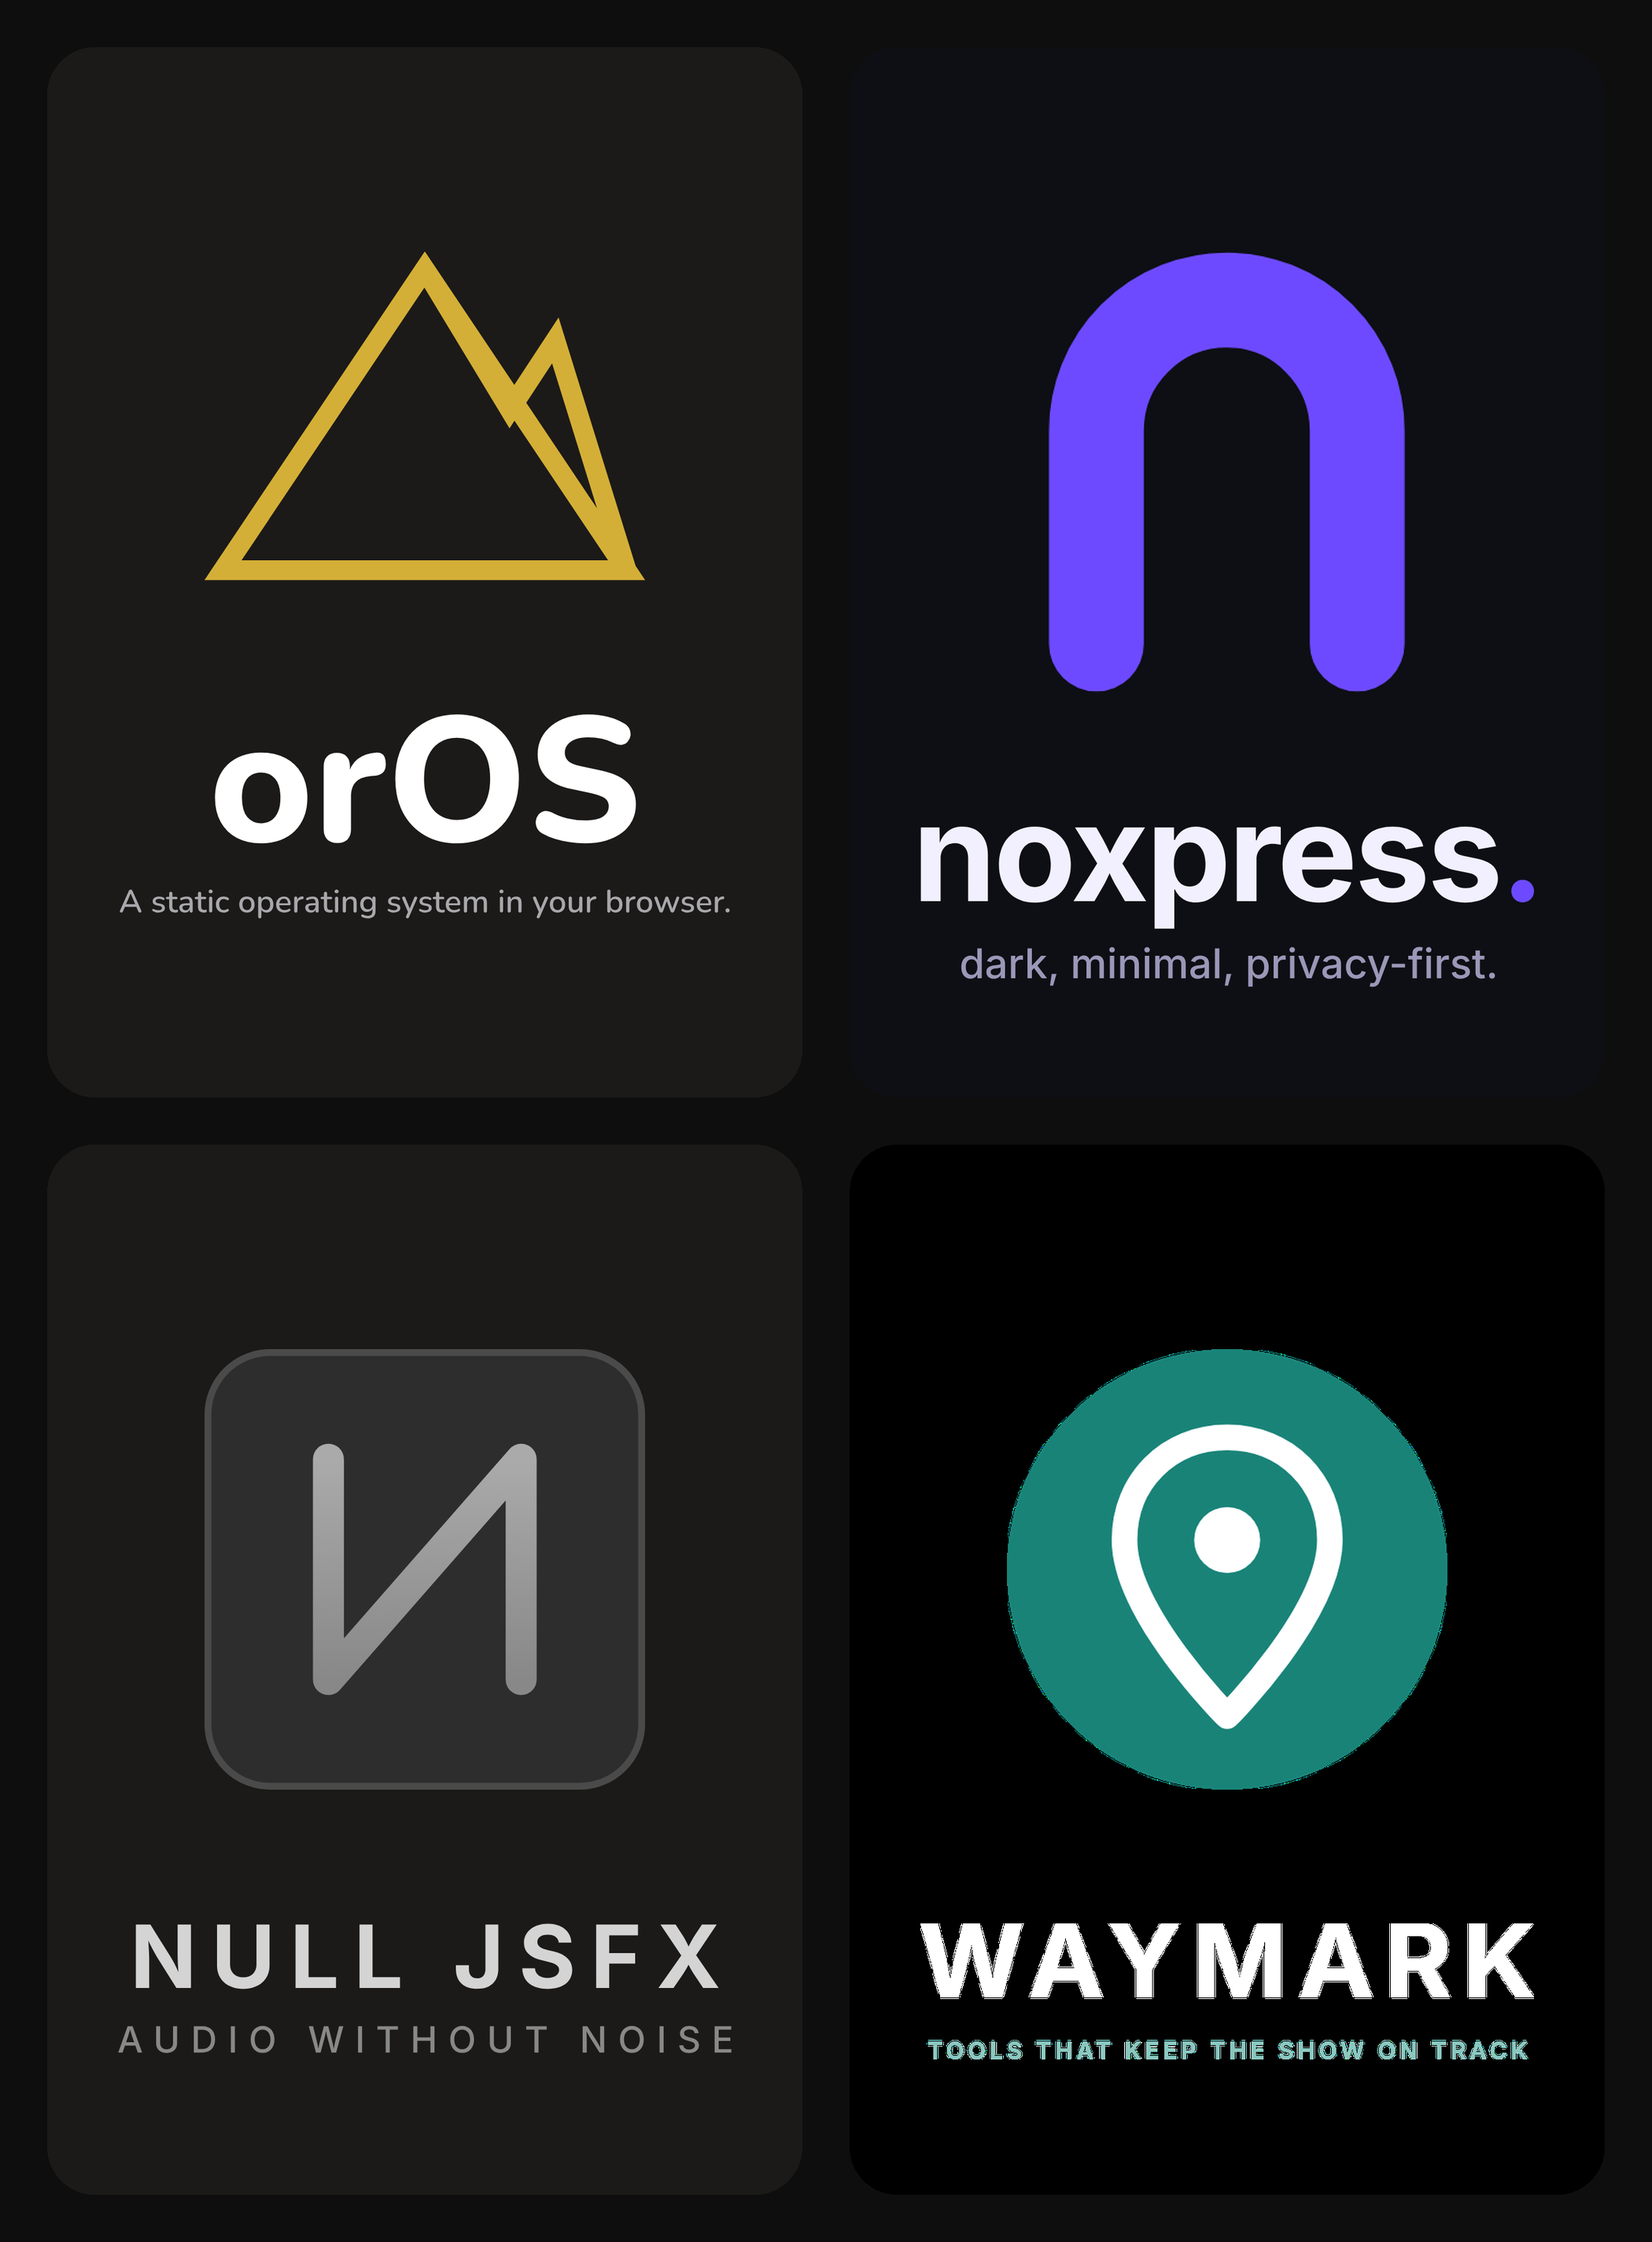 orOS
A static operating system in your browser.
noxpress.
dark, minimal, privacy-first.
NULL JSFX
AUDIO WITHOUT NOISE
WAYMARK
TOOLS THAT KEEP THE SHOW ON TRACK